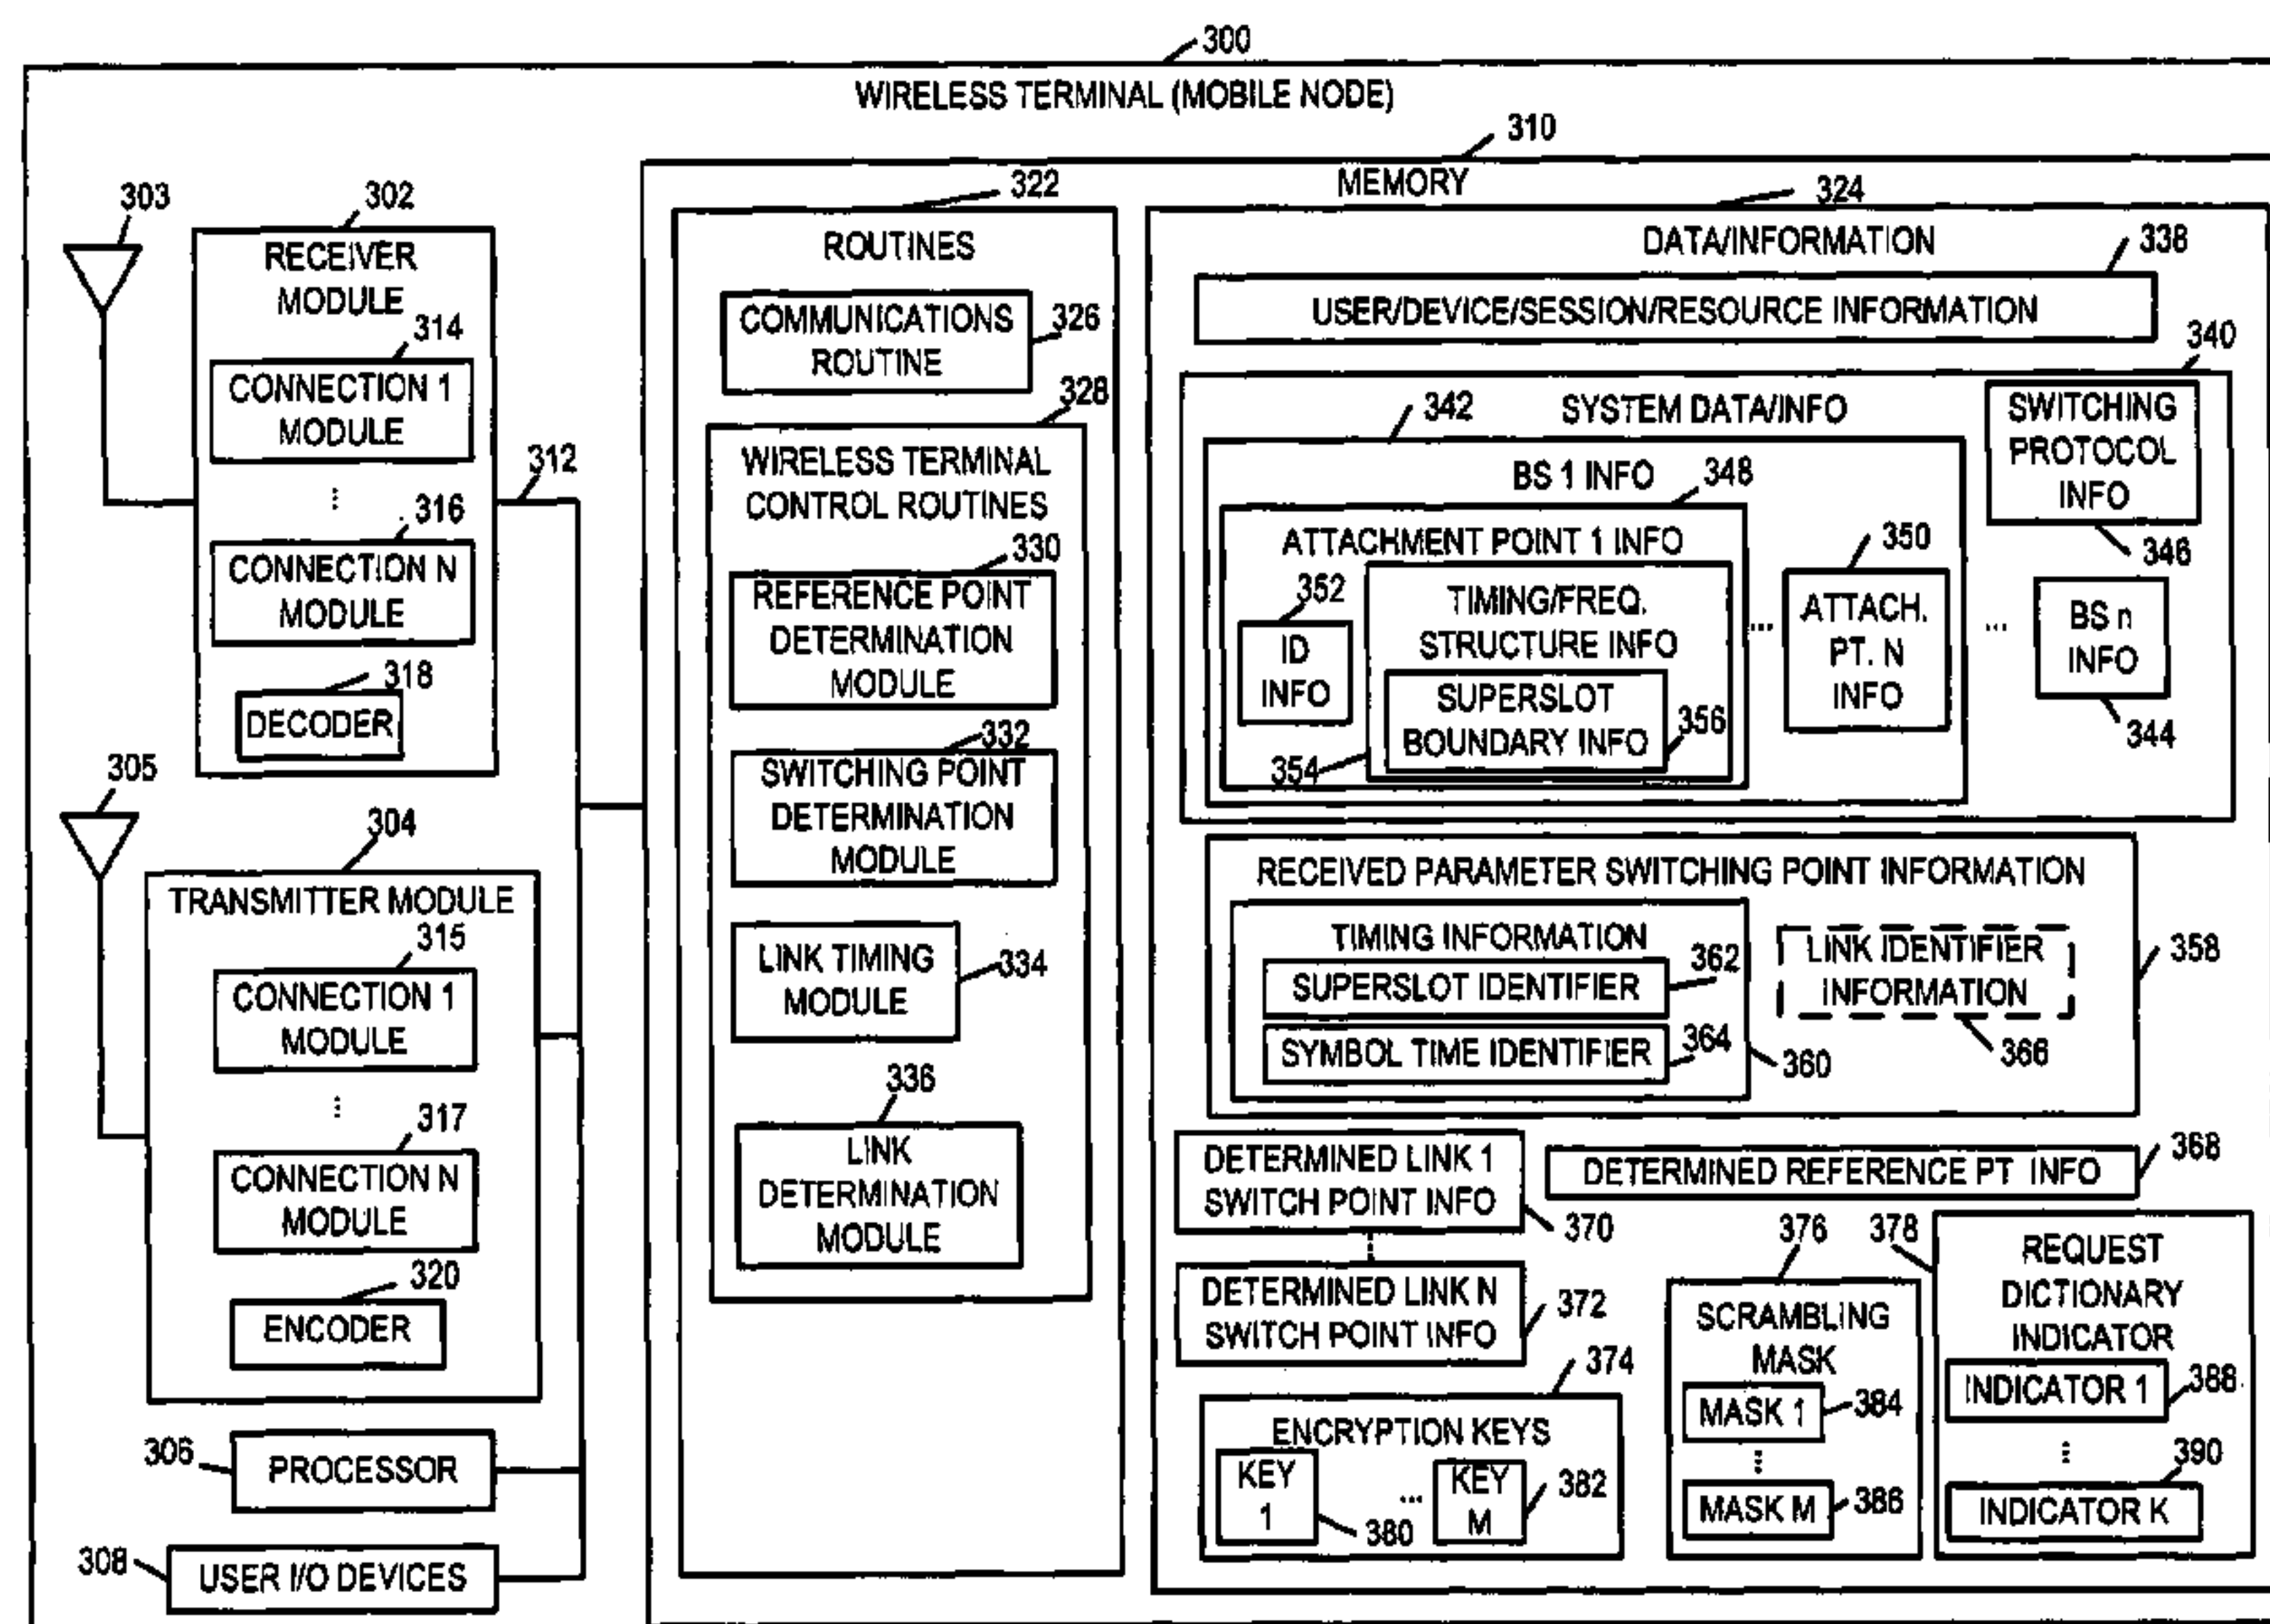 300
WIRELESS TERMINAL (MOBILE NODE)
310
MEMORY
303
302
RECEIVER
MODULE
314
CONNECTION 1
MODULE
...
316
CONNECTION N
MODULE
318
DECODER
312
305
304
TRANSMITTER MODULE
315
CONNECTION 1
MODULE
...
317
CONNECTION N
MODULE
320
ENCODER
306
PROCESSOR
308
USER I/O DEVICES
322
ROUTINES
COMMUNICATIONS
ROUTINE
326
328
WIRELESS TERMINAL
CONTROL ROUTINES
330
REFERENCE POINT
DETERMINATION
MODULE
332
SWITCHING POINT
DETERMINATION
MODULE
LINK TIMING
MODULE
334
336
LINK
DETERMINATION
MODULE
324
DATA/INFORMATION
338
USER/DEVICE/SESSION/RESOURCE INFORMATION
340
SYSTEM DATA/INFO
SWITCHING
PROTOCOL
INFO
346
342
BS 1 INFO
348
ATTACHMENT POINT 1 INFO
352
ID
INFO
TIMING/FREQ.
STRUCTURE INFO
SUPERSLOT
BOUNDARY INFO
356
354
...
350
ATTACH.
PT. N
INFO
...
BS n
INFO
344
RECEIVED PARAMETER SWITCHING POINT INFORMATION
358
TIMING INFORMATION
362
SUPERSLOT IDENTIFIER
SYMBOL TIME IDENTIFIER
364
360
LINK IDENTIFIER
INFORMATION
366
DETERMINED LINK 1
SWITCH POINT INFO
370
DETERMINED REFERENCE PT INFO
368
DETERMINED LINK N
SWITCH POINT INFO
372
374
ENCRYPTION KEYS
KEY
1
380
...
KEY
M
382
376
SCRAMBLING
MASK
MASK 1
384
...
MASK M
386
378
REQUEST
DICTIONARY
INDICATOR
INDICATOR 1
388
...
390
INDICATOR K